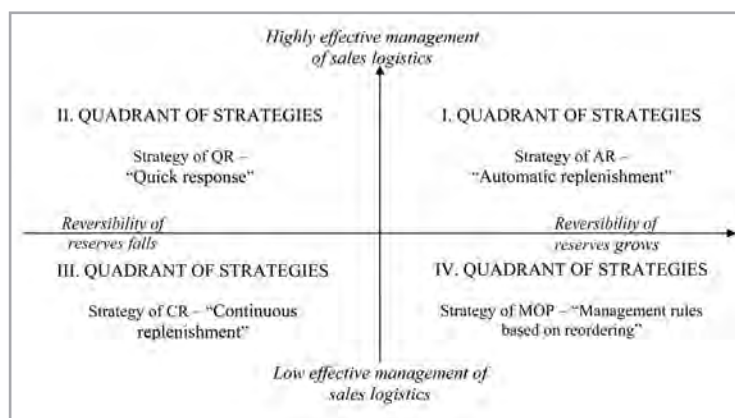 Highly effective management
of sales logistics
II. QUADRANT OF STRATEGIES
Strategy of QR –
“Quick response”
I. QUADRANT OF STRATEGIES
Strategy of AR –
“Automatic replenishment”
Reversibility of
reserves falls
Reversibility of
reserves grows
III. QUADRANT OF STRATEGIES
Strategy of CR – “Continuous
replenishment”
IV. QUADRANT OF STRATEGIES
Strategy of MOP – “Management rules
based on reordering”
Low effective management of
sales logistics